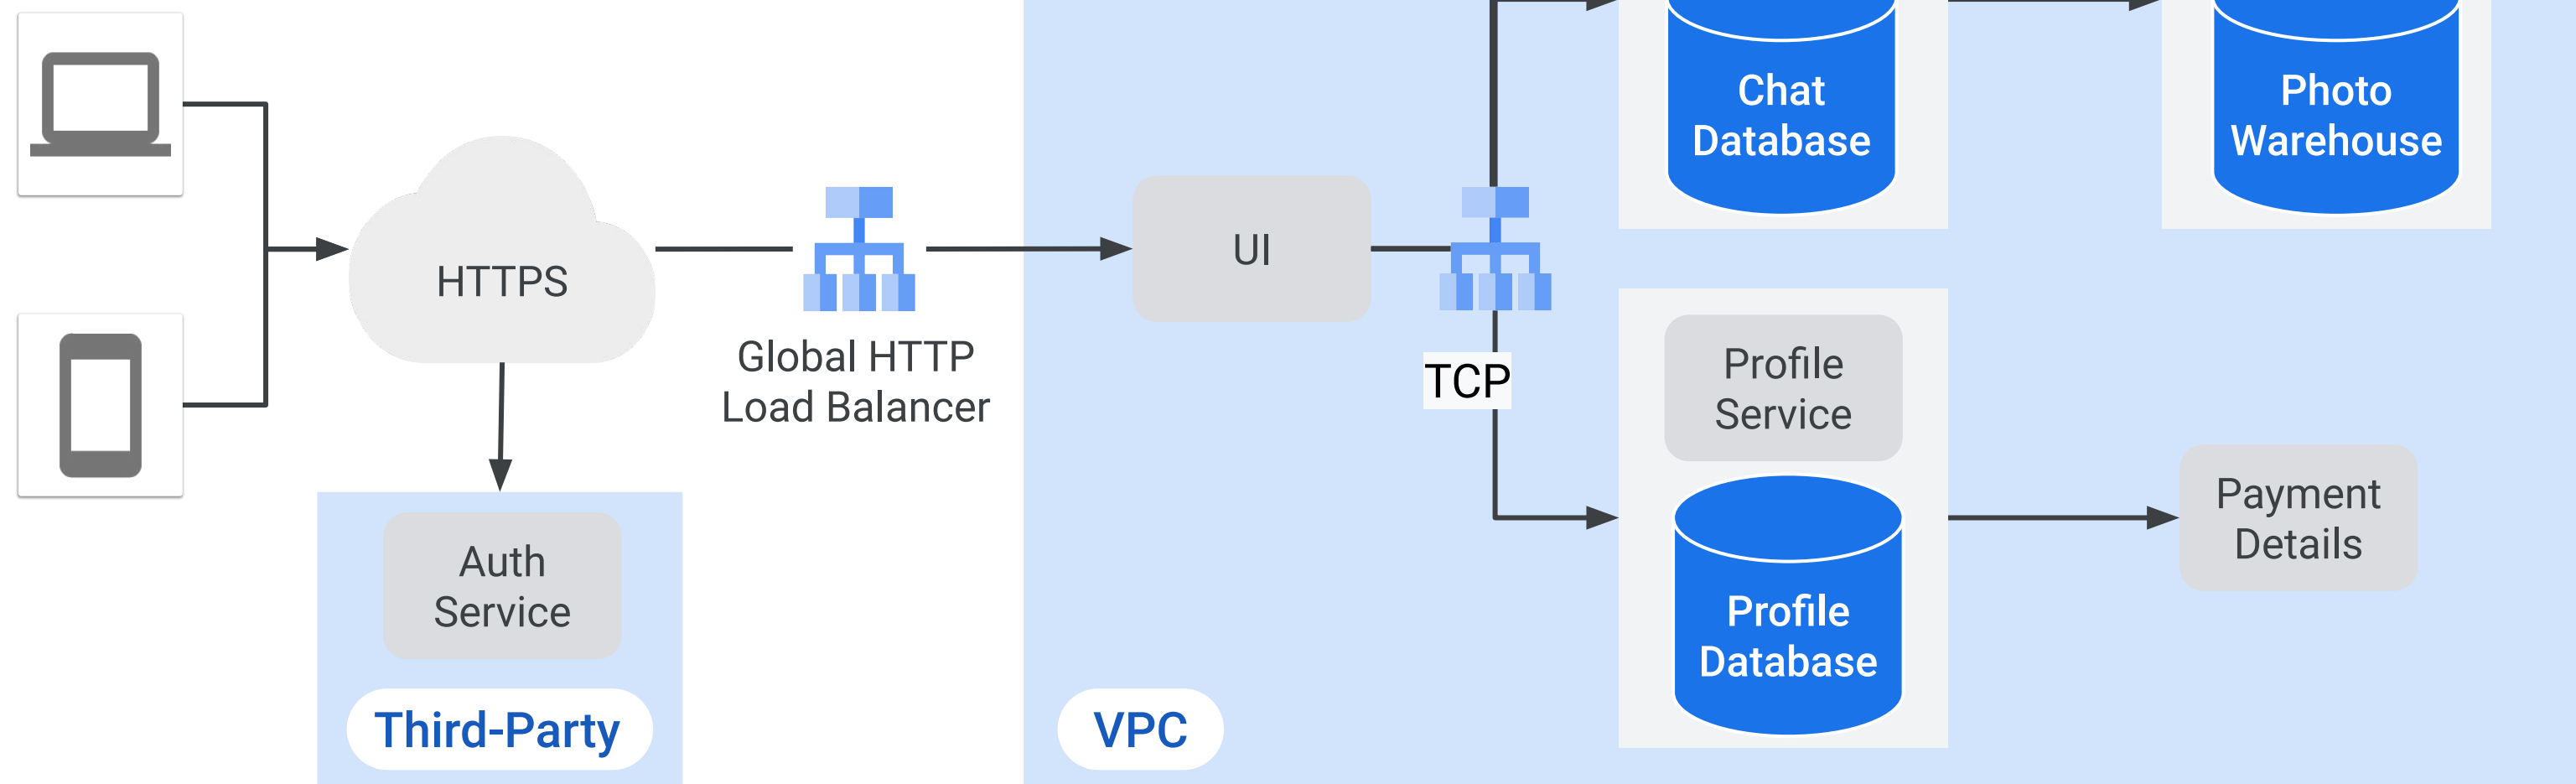 Chat
Database
Photo
Warehouse
HTTPS
UI
Global HTTP
Load Balancer
TCP
Profile
Service
Payment
Details
Auth
Service
Profile
Database
Third-Party
VPC